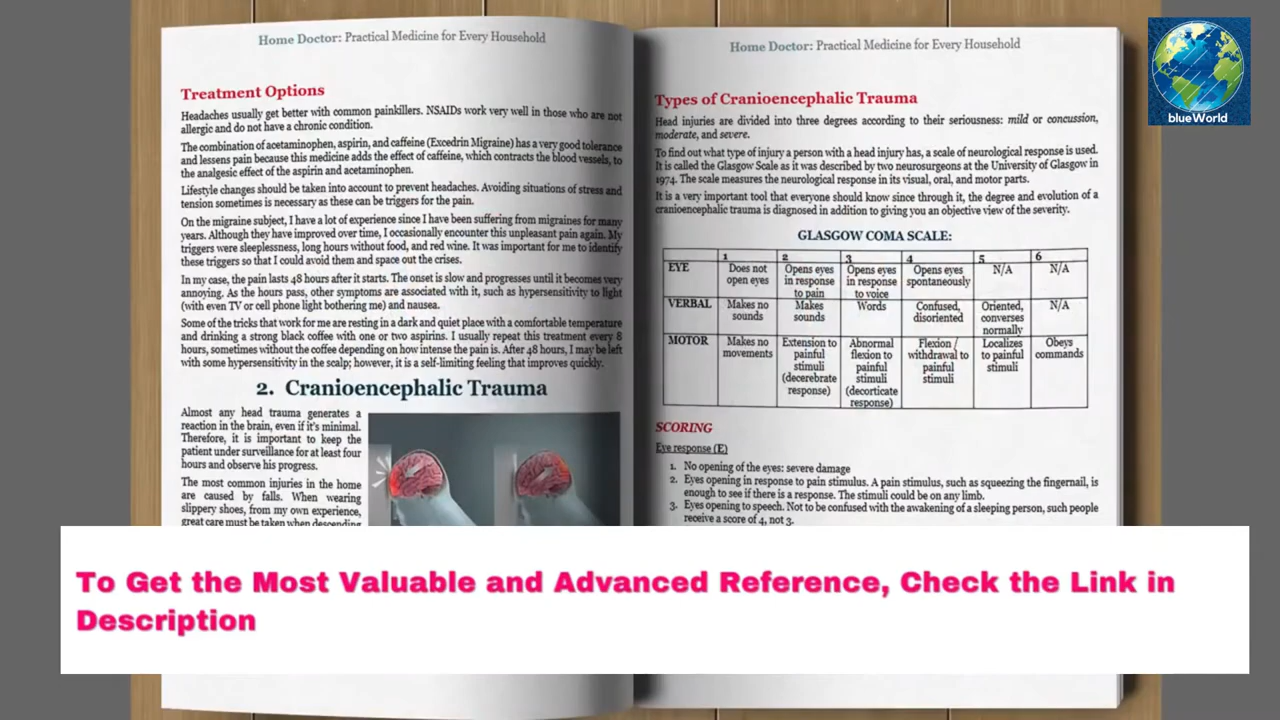 Home Doctor: Practical Medicine for Every Household
Treatment Options
Headaches usually get better with common painkillers. NSAIDs work very well in those who are not
allergic and do not have a chronic condition.
The combination of acetaminophen, aspirin, and caffeine (Excedrin Migraine) has a very good tolerance
and lessens pain because this medicine adds the effect of caffeine, which contracts the blood vessels, to
the analgesic effect of the aspirin and acetaminophen.
Lifestyle changes should be taken into account to prevent headaches. Avoiding situations of stress and
tension sometimes is necessary as these can be triggers for the pain.
On the migraine subject, I have a lot of experience since I have been suffering from migraines for many
years. Although they have improved over time, I occasionally encounter this unpleasant pain again. My
triggers were sleeplessness, long hours without food, and red wine. It was important for me to identify
these triggers so that I could avoid them and space out the crises.
In my case, the pain lasts 48 hours after it starts. The onset is slow and progresses until it becomes very
annoying. As the hours pass, other symptoms are associated with it, such as hypersensitivity to light
(with even TV or cell phone light bothering me) and nausea.
Some of the tricks that work for me are resting in a dark and quiet place with a comfortable temperature
and drinking a strong black coffee with one or two aspirins. I usually repeat this treatment every 8
hours, sometimes without the coffee depending on how intense the pain is. After 48 hours, I may be left
with some hypersensitivity in the scalp; however, it is a self-limiting feeling that improves quickly.
2. Cranioencephalic Trauma
Almost any head trauma generates a
reaction in the brain, even if it's minimal.
Therefore, it is important to keep the
patient under surveillance for at least four
hours and observe his progress.
The most common injuries in the home
are caused by falls. When wearing
slippery shoes, from my own experience,
great care must be taken when descending
Home Doctor: Practical Medicine for Every Household
Types of Cranioencephalic Trauma
Head injuries are divided into three degrees according to their seriousness: mild or concussion,
moderate, and severe.
To find out what type of injury a person with a head injury has, a scale of neurological response is used.
It is called the Glasgow Scale as it was described by two neurosurgeons at the University of Glasgow in
1974. The scale measures the neurological response in its visual, oral, and motor parts.
It is a very important tool that everyone should know since through it, the degree and evolution of a
cranioencephalic trauma is diagnosed in addition to giving you an objective view of the severity.
GLASGOW COMA SCALE:
1 2 3 4 5 6
EYE Does not open eyes Opens eyes in response to pain Opens eyes in response to voice Opens eyes spontaneously N/A N/A
VERBAL Makes no sounds Makes sounds Words Confused, disoriented Oriented, converses normally N/A
MOTOR Makes no movements Extension to painful stimuli (decerebrate response) Abnormal flexion to painful stimuli (decorticate response) Flexion / withdrawal to painful stimuli Localizes to painful stimuli Obeys commands
SCORING
Eye response (E)
1. No opening of the eyes: severe damage
2. Eyes opening in response to pain stimulus. A pain stimulus, such as squeezing the fingernail, is
enough to see if there is a response. The stimuli could be on any limb.
3. Eyes opening to speech. Not to be confused with the awakening of a sleeping person, such people
receive a score of 4, not 3.
blueWorld
To Get the Most Valuable and Advanced Reference, Check the Link in
Description